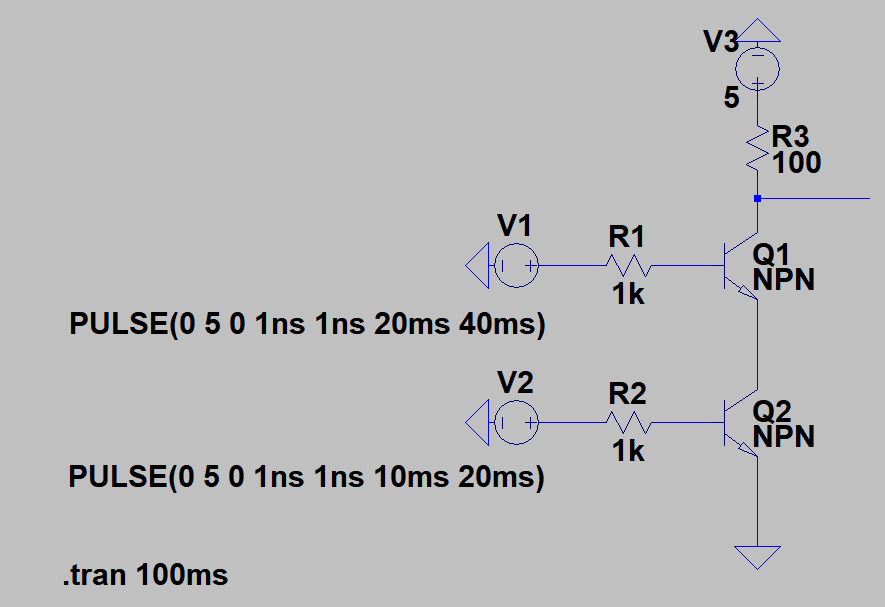 V3
5
R3
100
V1
R1
1k
Q1
NPN
PULSE(0 5 0 1ns 1ns 20ms 40ms)
V2
R2
1k
Q2
NPN
PULSE(0 5 0 1ns 1ns 10ms 20ms)
.tran 100ms